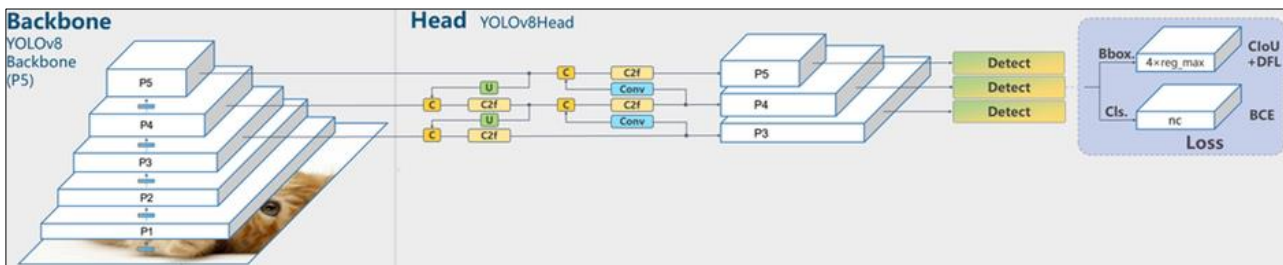 Backbone
YOLOv8
Backbone
(P5)
P5
P4
P3
P2
P1
Head YOLOv8Head
C C2f
U Conv
C C2f C C2f
U Conv
C C2f
P5
P4
P3
Detect
Detect
Detect
Bbox. 4×reg_max CIoU
+DFL
Cls. nc BCE
Loss